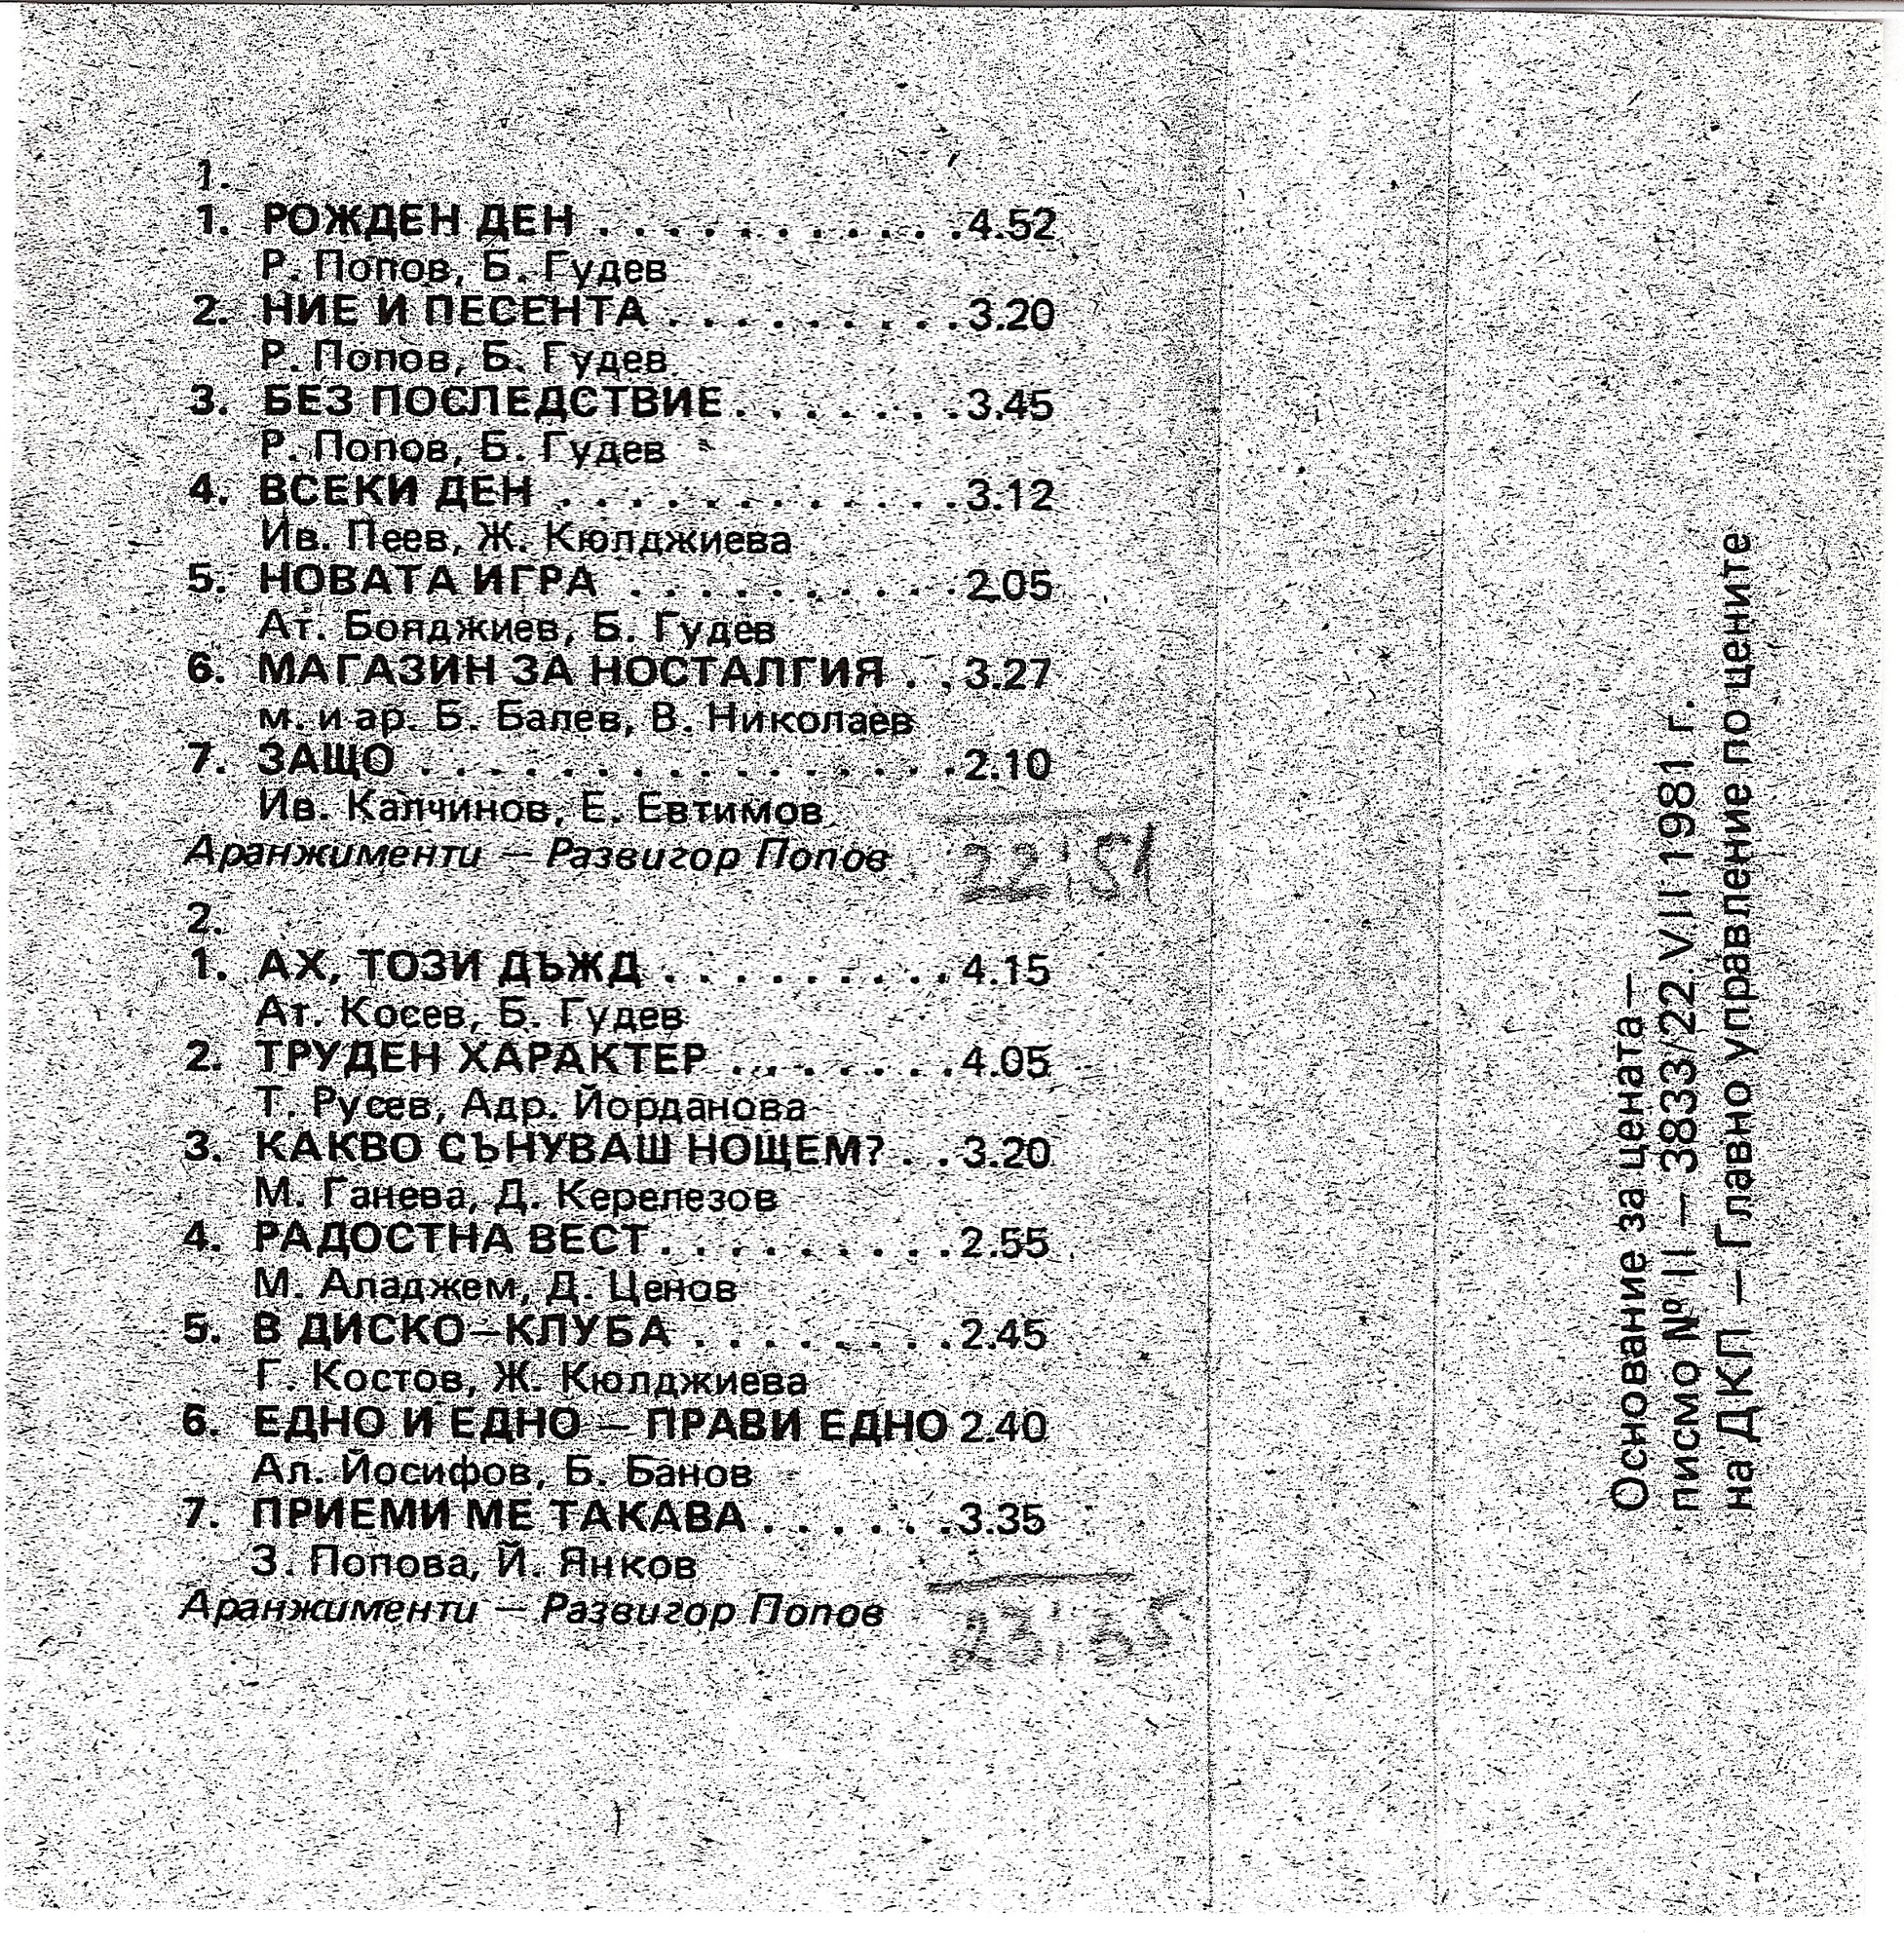 1.
1. РОЖДЕН ДЕН . . . . . . . . . . . . .4.52
Р. Попов, Б. Гудев
2. НИЕ И ПЕСЕНТА . . . . . . . . . . .3.20
Р. Попов, Б. Гудев
3. БЕЗ ПОСЛЕДСТВИЕ. . . . . . . .3.45
Р. Попов, Б. Гудев
4. ВСЕКИ ДЕН . . . . . . . . . . . . . .3.12
Ив. Пеев, Ж. Кюлджиева
5. НОВАТА ИГРА . . . . . . . . . . . .2.05
Ат. Бояджиев, Б. Гудев
6. МАГАЗИН ЗА НОСТАЛГИЯ . . .3.27
м. и ар. Б. Балев, В. Николаев
7. ЗАЩО . . . . . . . . . . . . . . . . . . .2.10
Ив. Калчинов, Е. Евтимов
Аранжименти — Развигор Попов
22:51
2.
1. АХ, ТОЗИ ДЪЖД . . . . . . . . . .4.15
Ат. Косев, Б. Гудев
2. ТРУДЕН ХАРАКТЕР . . . . . . . .4.05
Т. Русев, Адр. Йорданова
3. КАКВО СЪНУВАШ НОЩЕМ? . . .3.20
М. Ганева, Д. Керелезов
4. РАДОСТНА ВЕСТ . . . . . . . . . .2.55
М. Аладжем, Д. Ценов
5. В ДИСКО—КЛУБА . . . . . . . . .2.45
Г. Костов, Ж. Кюлджиева
6. ЕДНО И ЕДНО — ПРАВИ ЕДНО 2.40
Ал. Йосифов, Б. Банов
7. ПРИЕМИ МЕ ТАКАВА . . . . . . .3.35
З. Попова, Й. Янков
Аранжименти — Развигор Попов
23:35
Основание за цената —
писмо № II — 3833/22.VII 1981 г.
на ДКП — Главно управление по цените